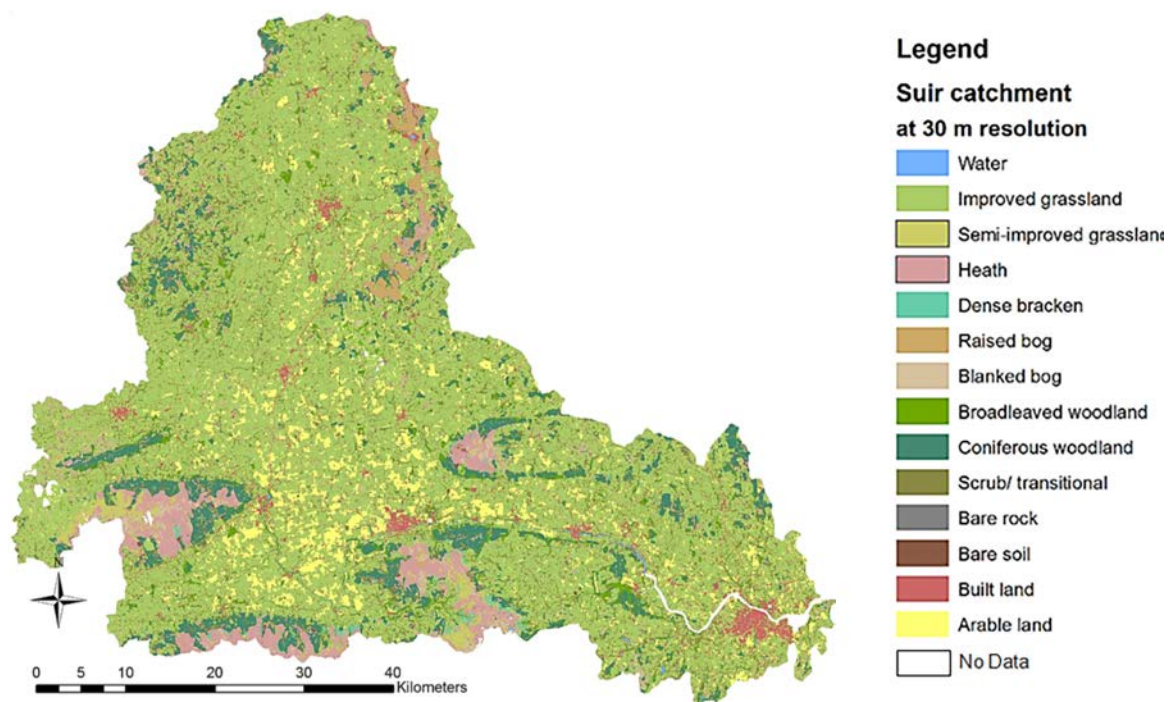 Legend
Suir catchment
at 30 m resolution
Water
Improved grassland
Semi-improved grassland
Heath
Dense bracken
Raised bog
Blanked bog
Broadleaved woodland
Coniferous woodland
Scrub/ transitional
Bare rock
Bare soil
Built land
Arable land
No Data
N
0 5 10 20 30 40
Kilometers